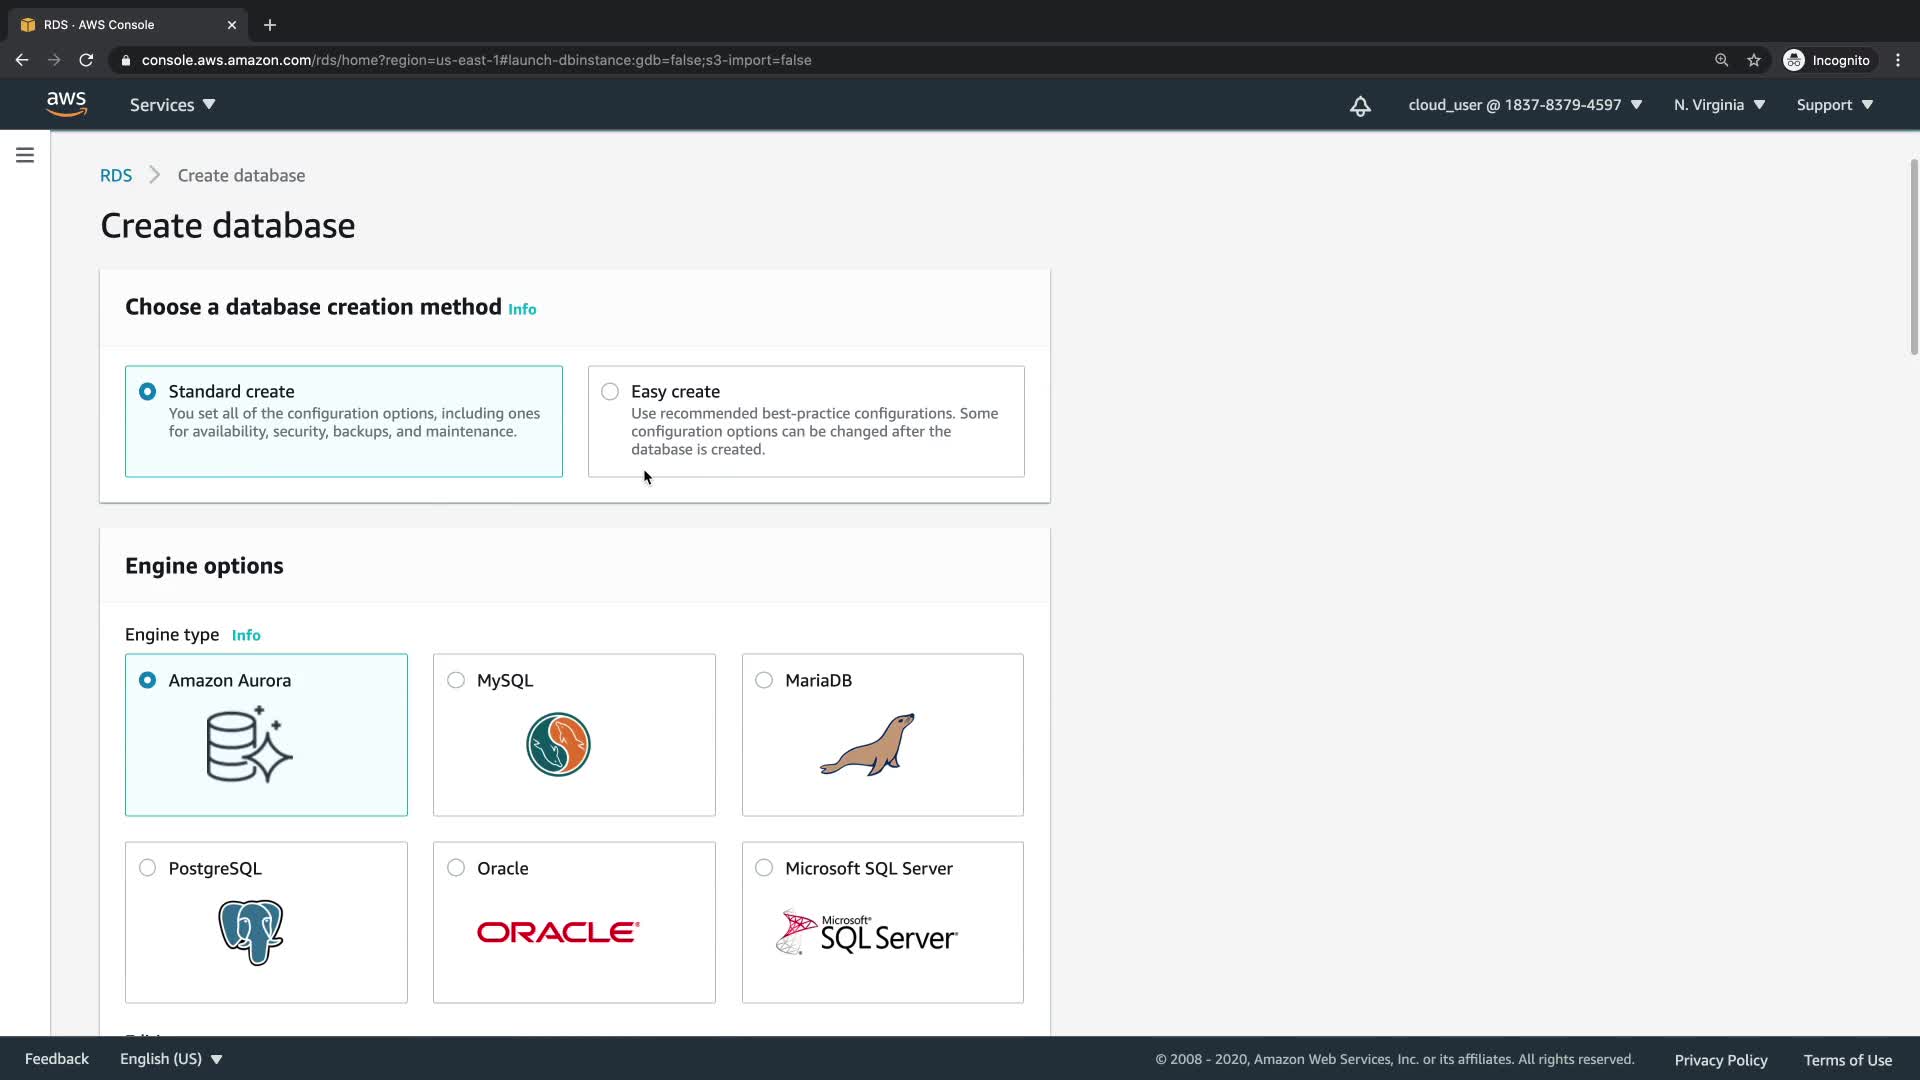 RDS · AWS Console
console.aws.amazon.com/rds/home?region=us-east-1#launch-dbinstance:gdb=false;s3-import=false
Incognito
aws
Services
cloud_user @ 1837-8379-4597
N. Virginia
Support
RDS
Create database
Create database
Choose a database creation method Info
Standard create
You set all of the configuration options, including ones
for availability, security, backups, and maintenance.
Easy create
Use recommended best-practice configurations. Some
configuration options can be changed after the
database is created.
Engine options
Engine type Info
Amazon Aurora
MySQL
MariaDB
PostgreSQL
Oracle
ORACLE®
Microsoft SQL Server
Microsoft®
SQL Server
Feedback
English (US)
© 2008 - 2020, Amazon Web Services, Inc. or its affiliates. All rights reserved.
Privacy Policy
Terms of Use